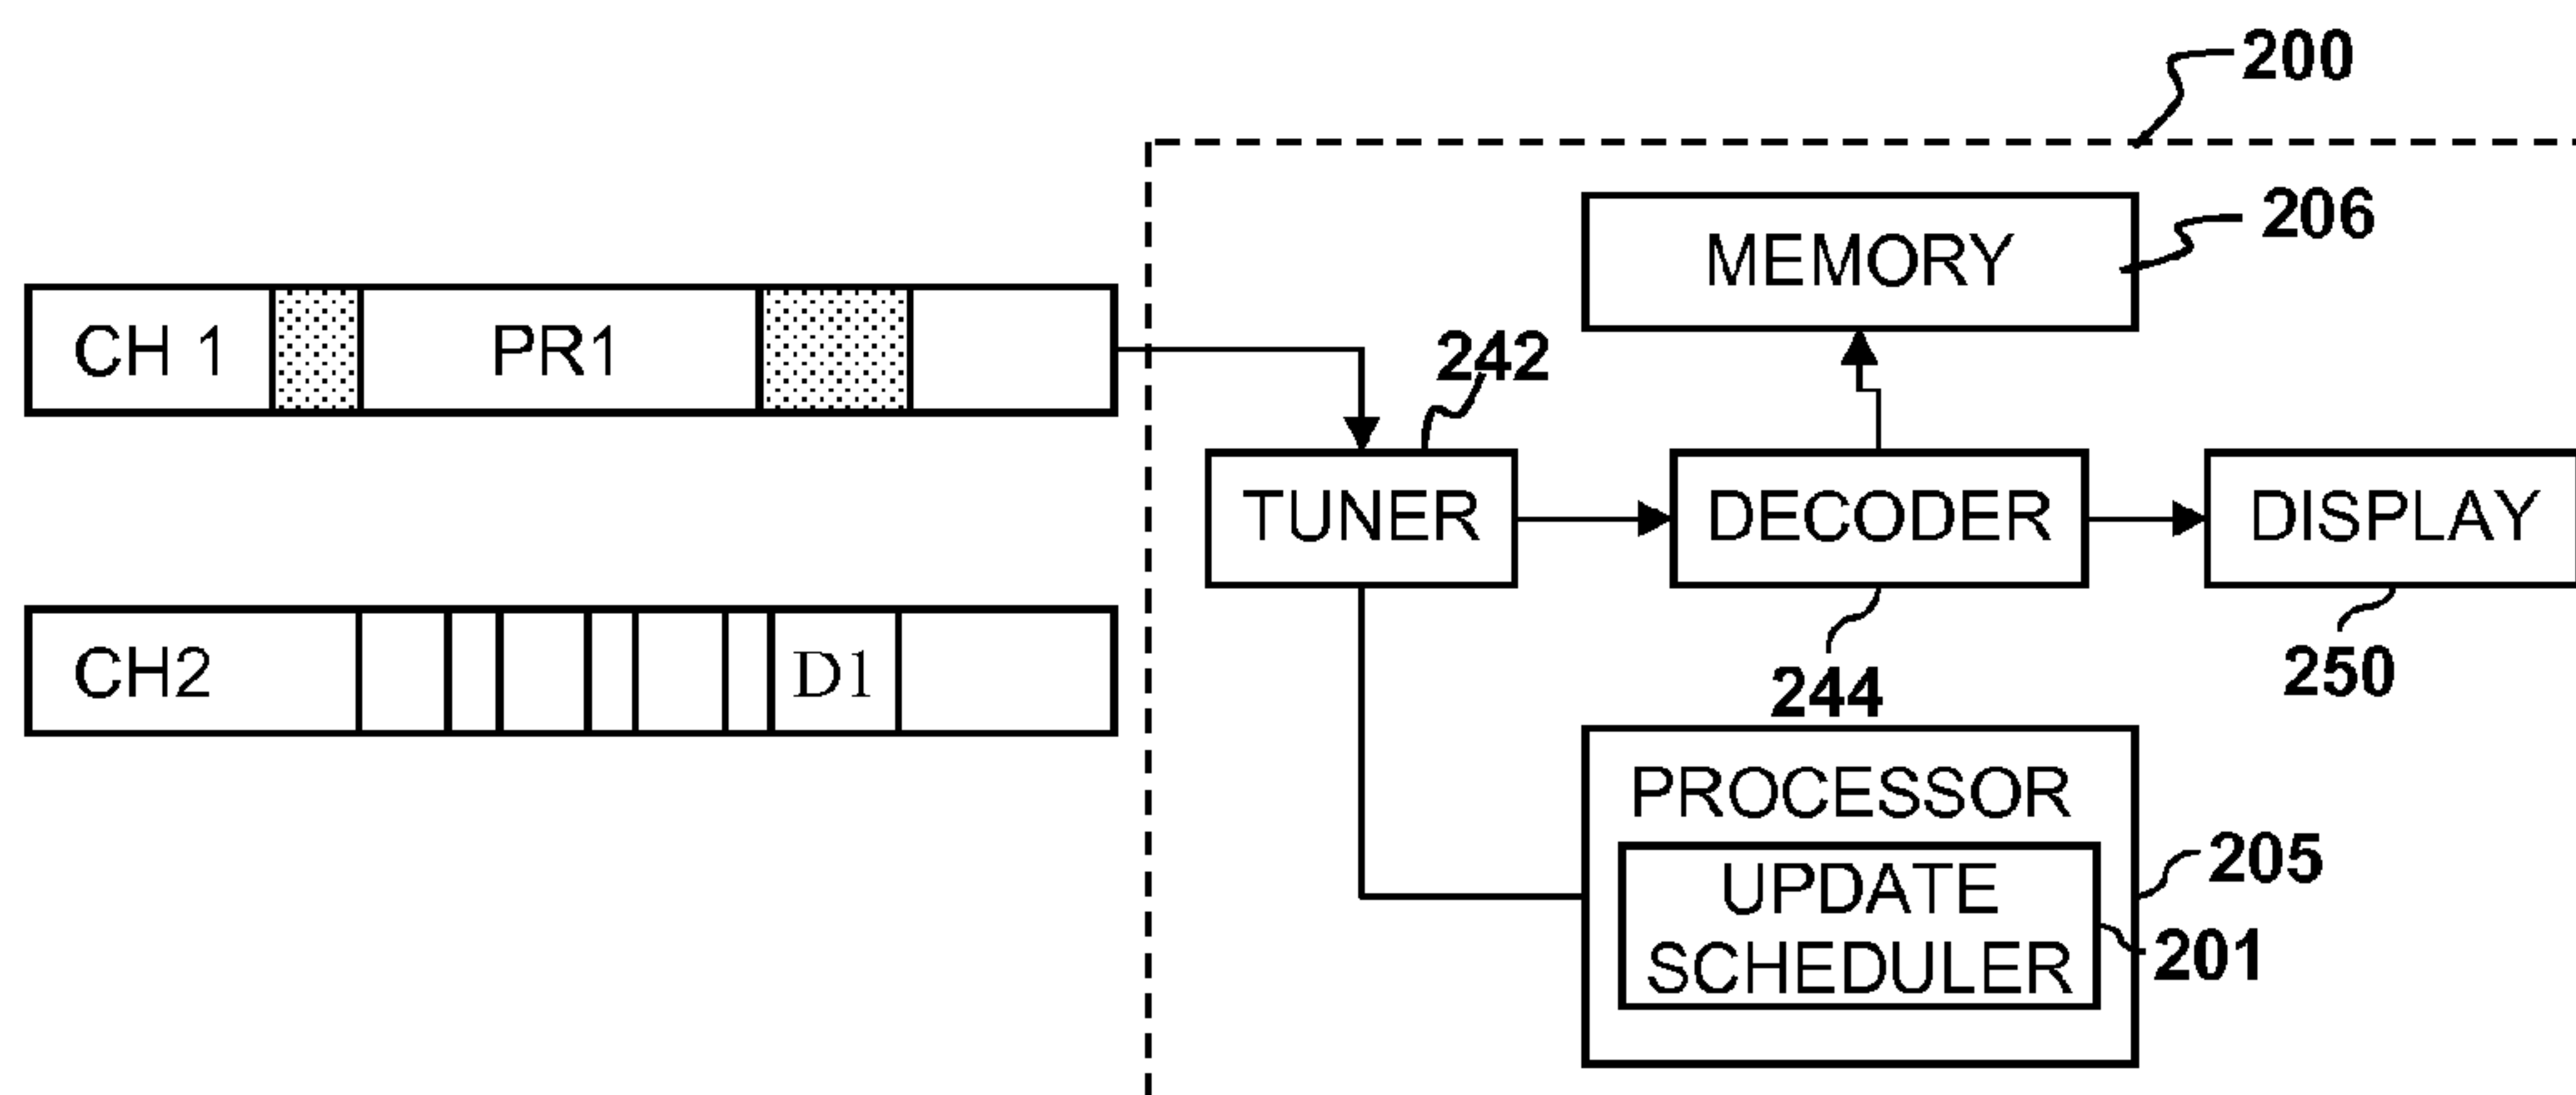 200
MEMORY
206
CH 1
PR1
242
TUNER
DECODER
DISPLAY
CH2
D1
244
250
PROCESSOR
UPDATE
SCHEDULER
205
201